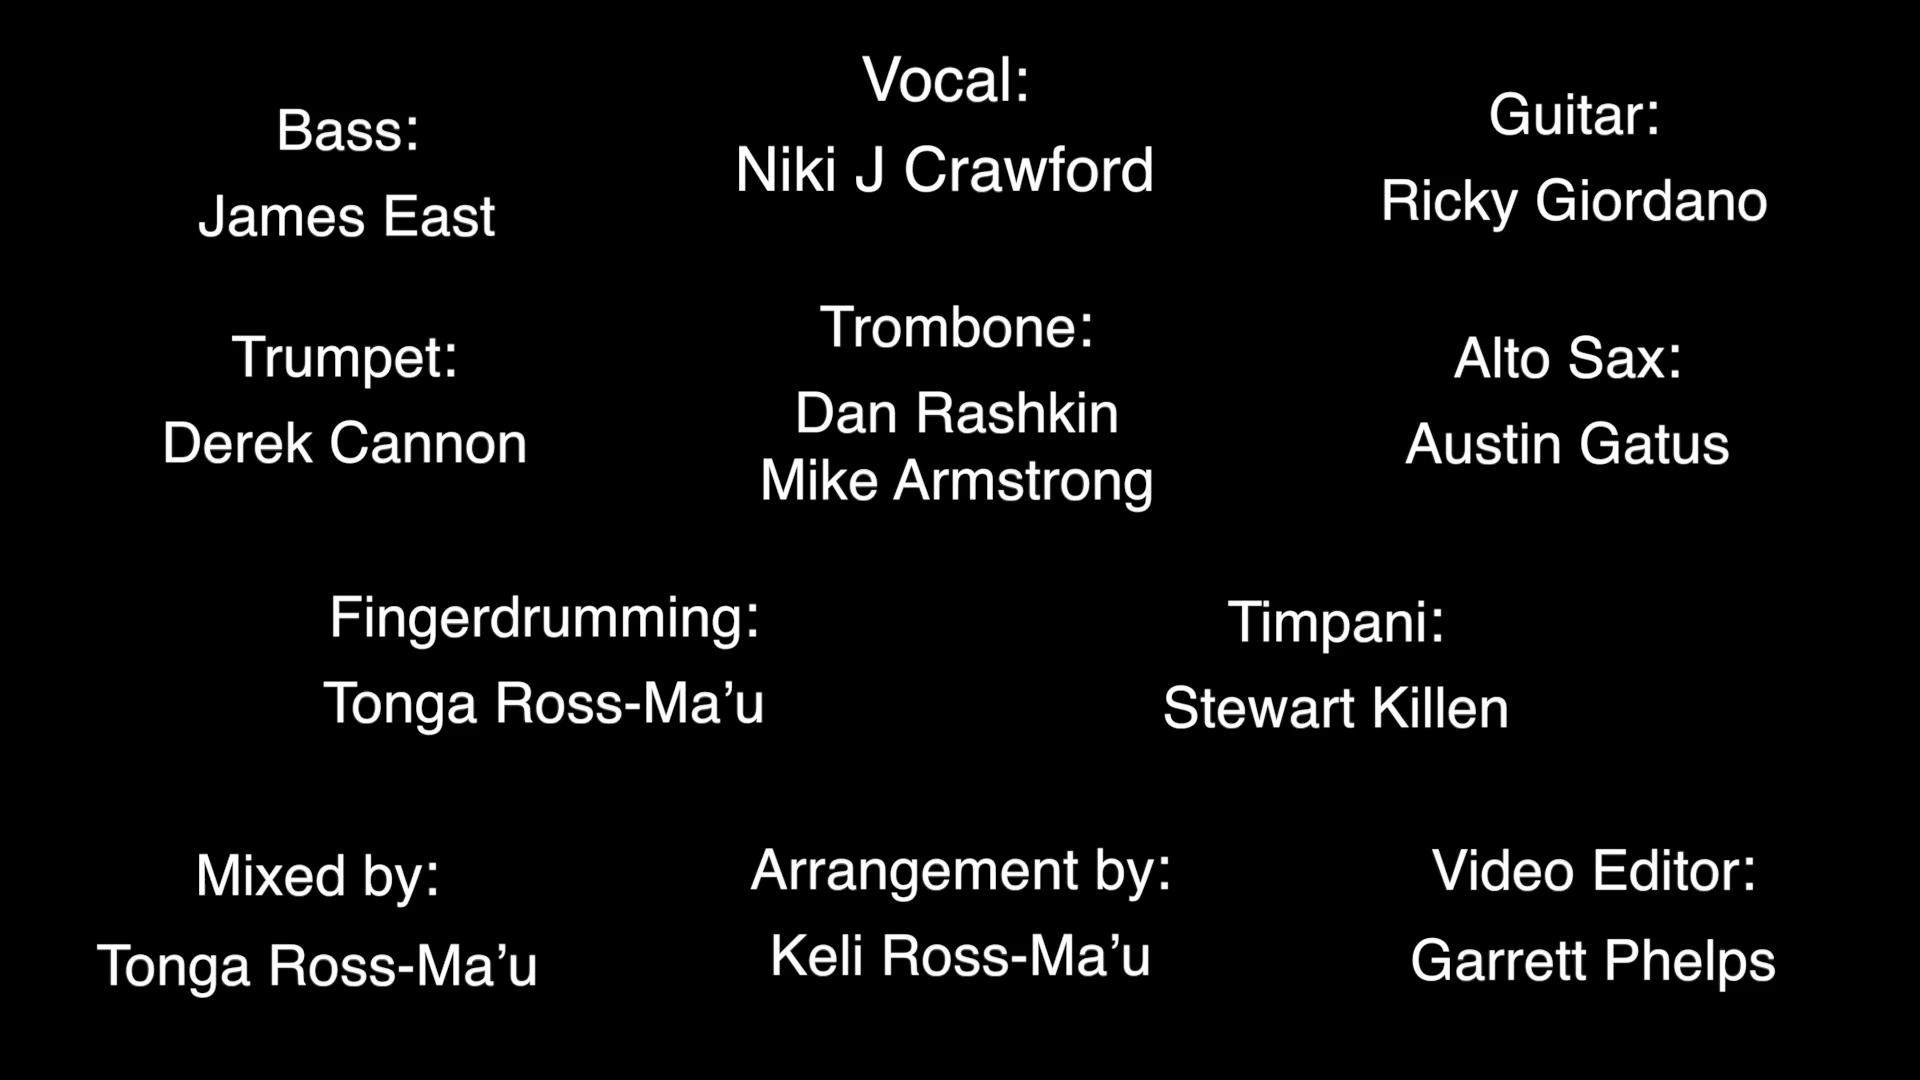 Bass:
James East
Vocal:
Niki J Crawford
Guitar:
Ricky Giordano
Trumpet:
Derek Cannon
Trombone:
Dan Rashkin
Mike Armstrong
Alto Sax:
Austin Gatus
Fingerdrumming:
Tonga Ross-Ma’u
Timpani:
Stewart Killen
Mixed by:
Tonga Ross-Ma’u
Arrangement by:
Keli Ross-Ma’u
Video Editor:
Garrett Phelps